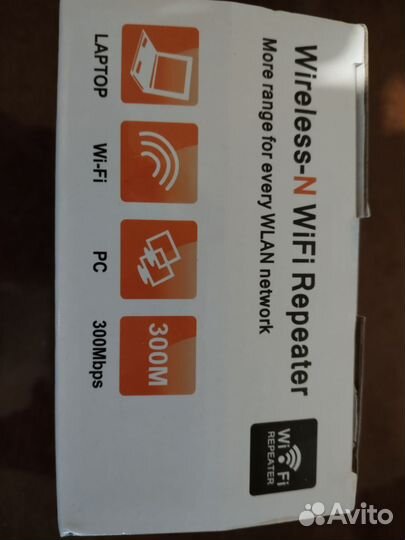 Wireless-N WiFi Repeater
More range for every WLAN network
LAPTOP
Wi-Fi
PC
300M
300Mbps
Wi Fi
REPEATER
Avito